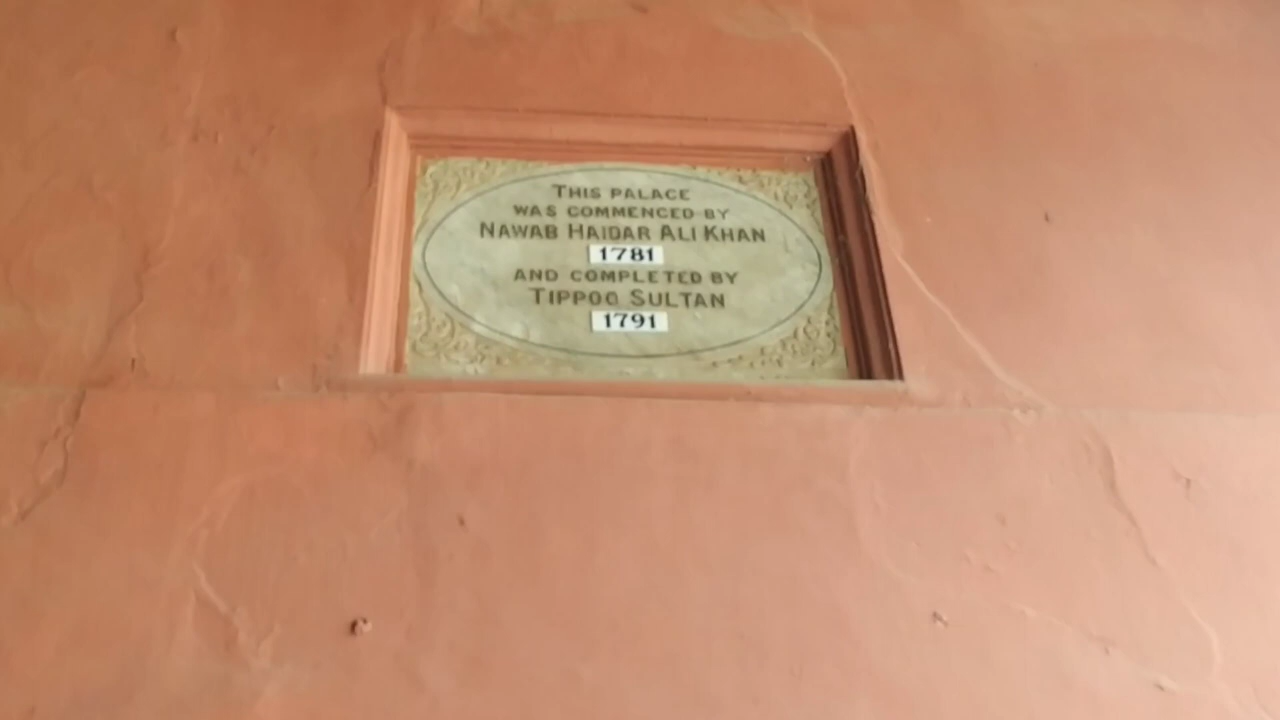 THIS PALACE
WAS COMMENCED BY
NAWAB HAIDAR ALI KHAN
1781
AND COMPLETED BY
TIPPOO SULTAN
1791